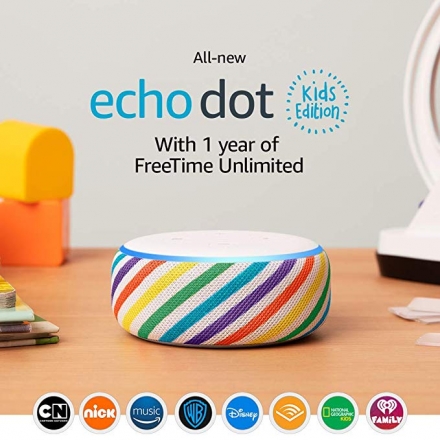 All-new
echo dot
Kids
Edition
With 1 year of
FreeTime Unlimited
CN
nick
music
WB
Disney
NATIONAL
GEOGRAPHIC
KIDS
iHeartRadio
FAMILY